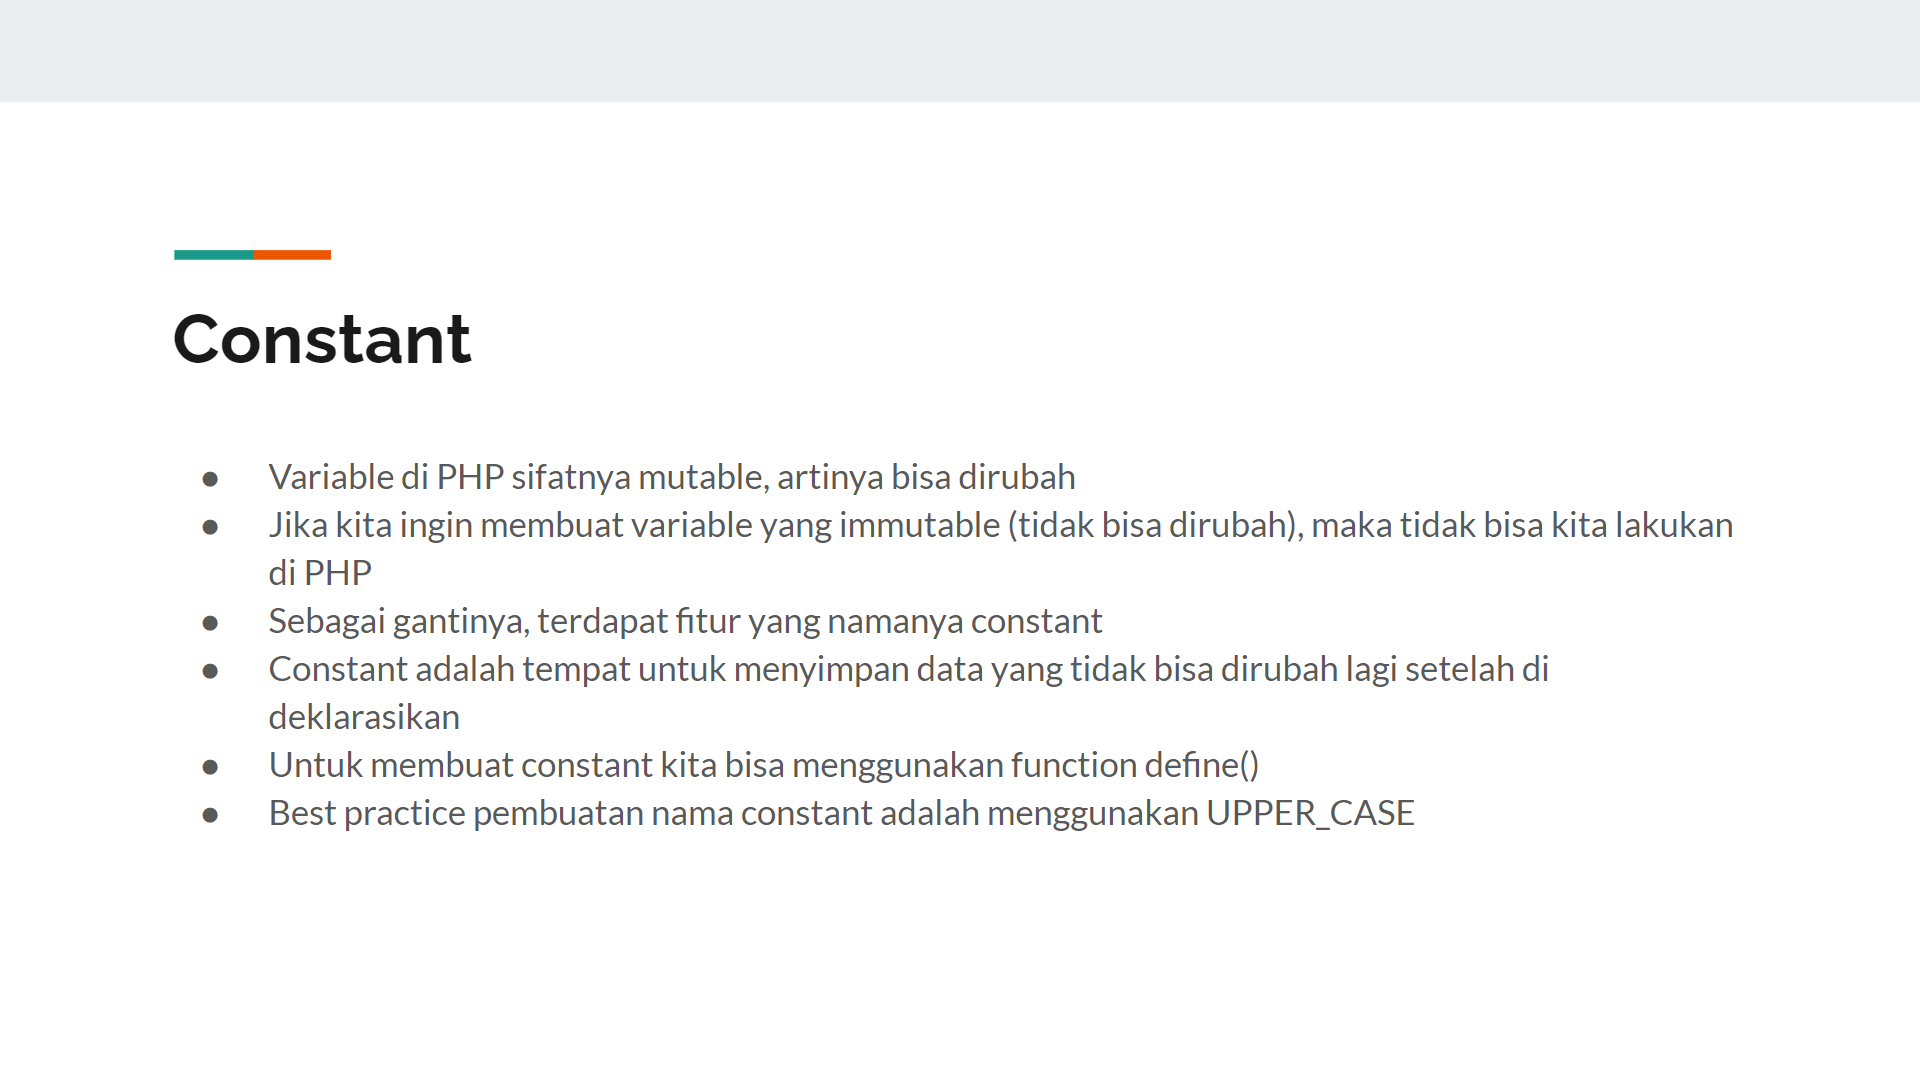 Constant
● Variable di PHP sifatnya mutable, artinya bisa dirubah
● Jika kita ingin membuat variable yang immutable (tidak bisa dirubah), maka tidak bisa kita lakukan
di PHP
● Sebagai gantinya, terdapat fitur yang namanya constant
● Constant adalah tempat untuk menyimpan data yang tidak bisa dirubah lagi setelah di
deklarasikan
● Untuk membuat constant kita bisa menggunakan function define()
● Best practice pembuatan nama constant adalah menggunakan UPPER_CASE